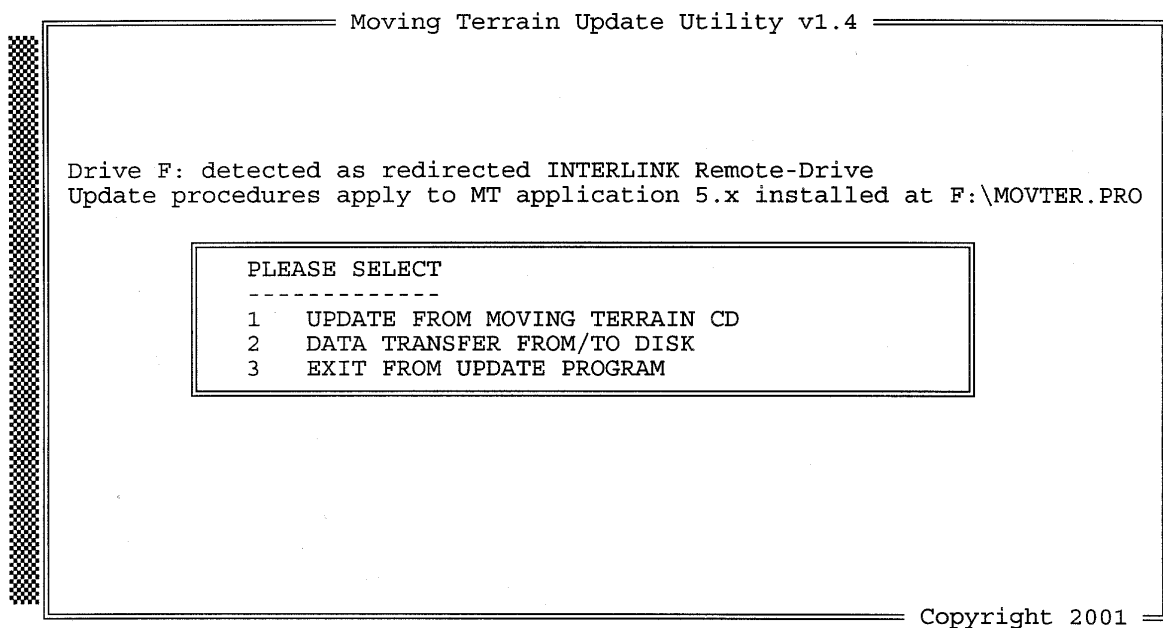 Moving Terrain Update Utility v1.4
Drive F: detected as redirected INTERLINK Remote-Drive
Update procedures apply to MT application 5.x installed at F:\MOVTER.PRO
PLEASE SELECT
-------------
1 UPDATE FROM MOVING TERRAIN CD
2 DATA TRANSFER FROM/TO DISK
3 EXIT FROM UPDATE PROGRAM
Copyright 2001